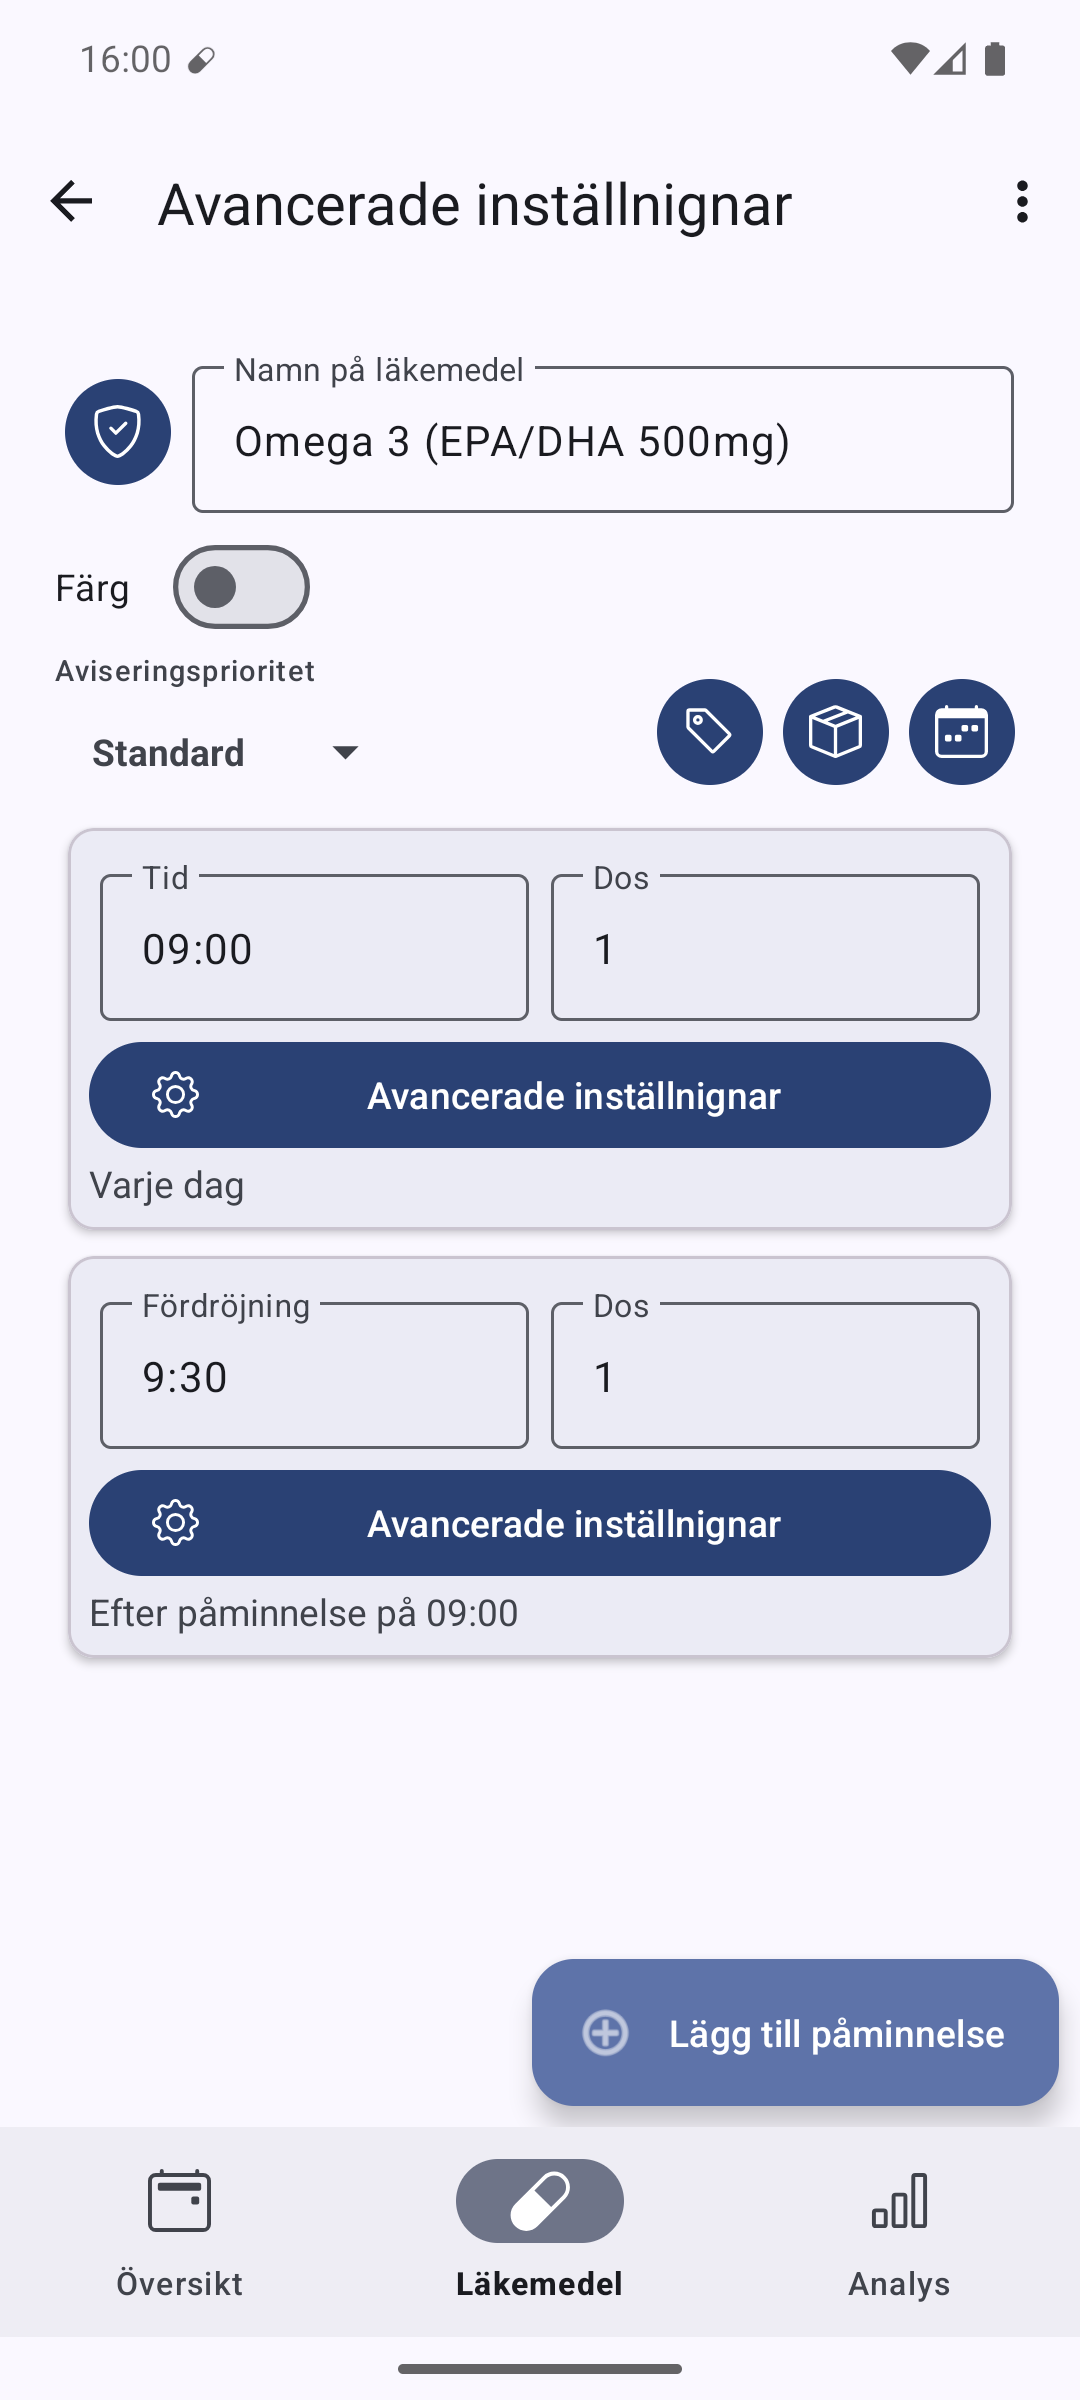 16:00
Avancerade inställnignar
Namn på läkemedel
Omega 3 (EPA/DHA 500mg)
Färg
Aviseringsprioritet
Standard
Tid
Dos
09:00
1
Avancerade inställnignar
Varje dag
Fördröjning
Dos
9:30
1
Avancerade inställnignar
Efter påminnelse på 09:00
Lägg till påminnelse
Översikt
Läkemedel
Analys